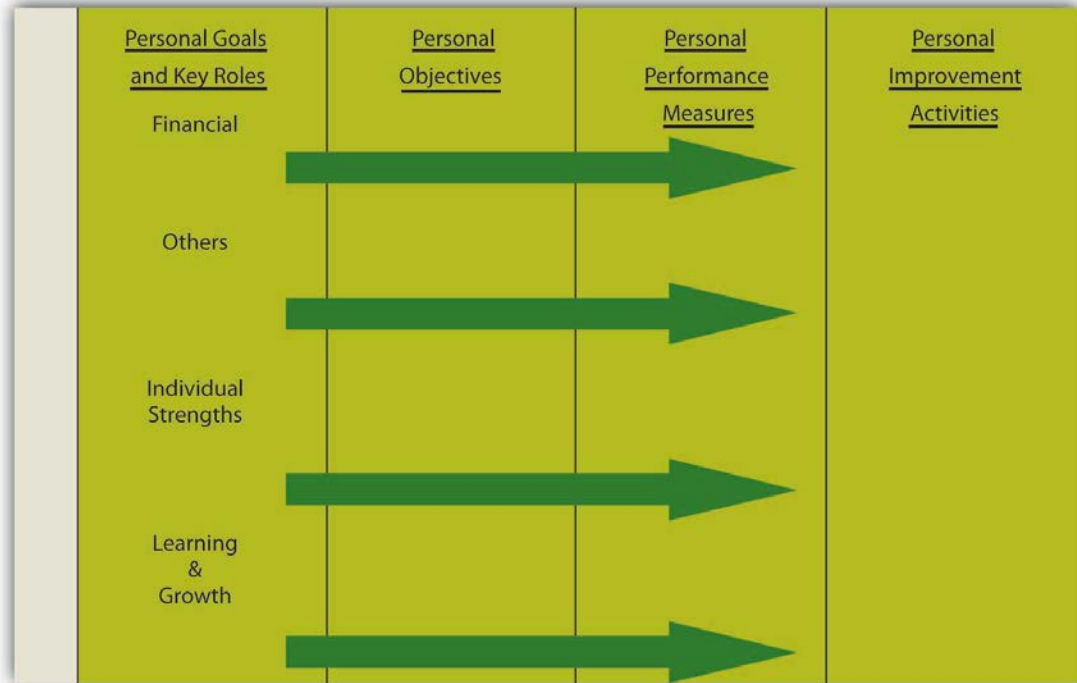 Personal Goals
and Key Roles
Personal
Objectives
Personal
Performance
Measures
Personal
Improvement
Activities
Financial
Others
Individual
Strengths
Learning
&
Growth